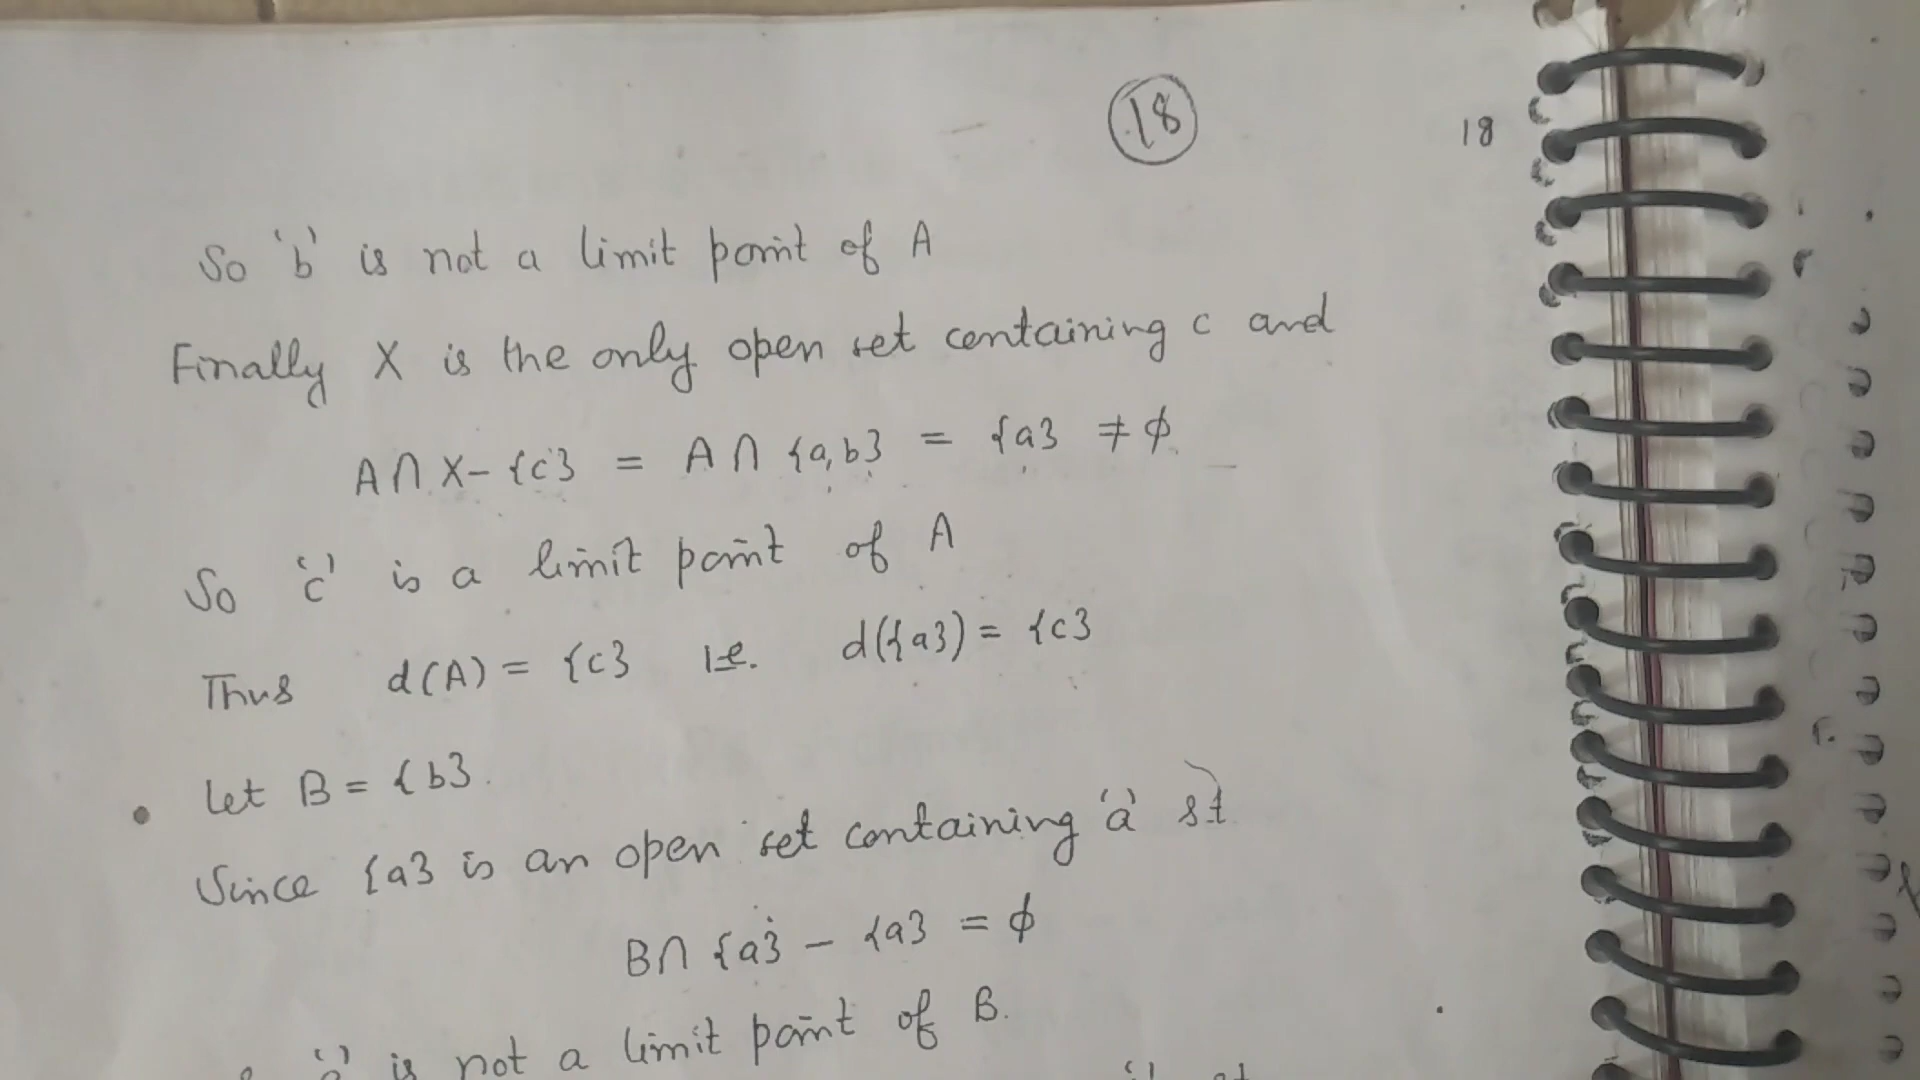 18
18
So 'b' is not a limit point of A
Finally X is the only open set containing c and
A∩X-{c} = A∩{a,b} = {a} ≠ ϕ
So 'c' is a limit point of A
Thus d(A) = {c} i.e. d({a}) = {c}
• Let B = {b}.
Since {a} is an open set containing 'a' st
B∩{a} - {a} = ϕ
is not a limit point of B.